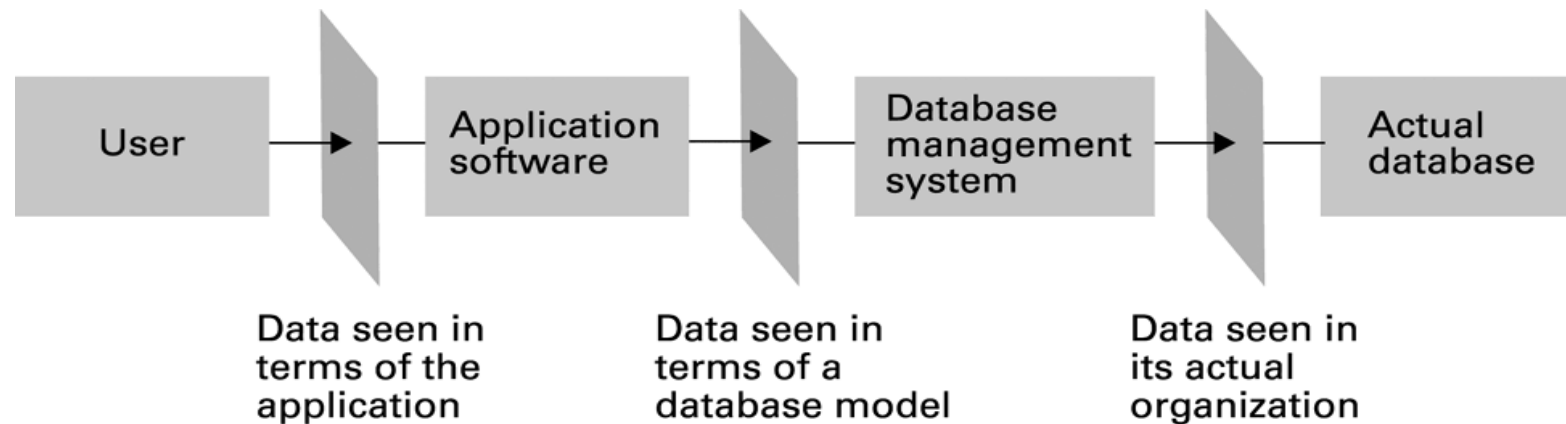 User
Application
software
Database
management
system
Actual
database
Data seen in
terms of the
application
Data seen in
terms of a
database model
Data seen in
its actual
organization